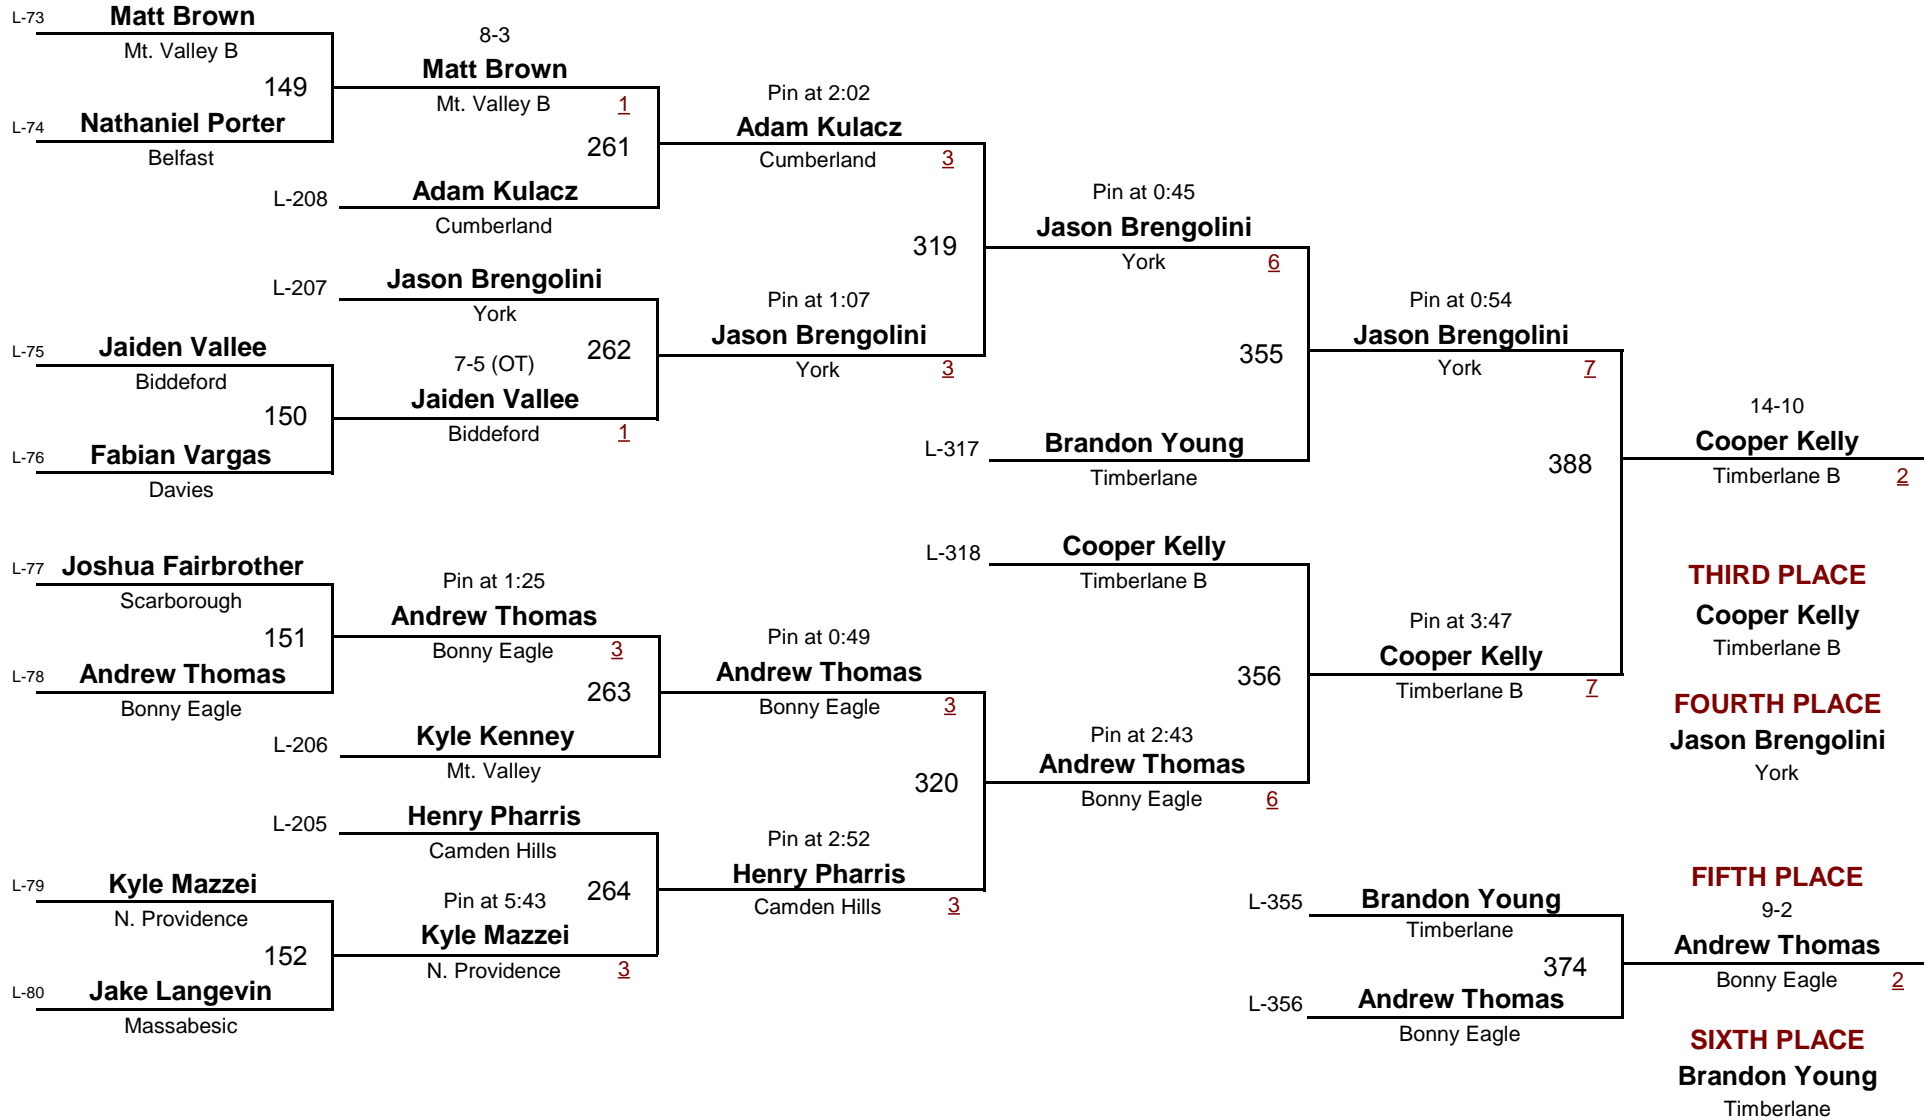 L-73 Matt Brown
Mt. Valley B
149
L-74 Nathaniel Porter
Belfast
8-3
Matt Brown
Mt. Valley B 1
261
L-208 Adam Kulacz
Cumberland
Pin at 2:02
Adam Kulacz
Cumberland 3
319
L-207 Jason Brengolini
York
262
L-75 Jaiden Vallee
Biddeford
150
L-76 Fabian Vargas
Davies
7-5 (OT)
Jaiden Vallee
Biddeford 1
Pin at 1:07
Jason Brengolini
York 3
Pin at 0:45
Jason Brengolini
York 6
355
L-317 Brandon Young
Timberlane
Pin at 0:54
Jason Brengolini
York 7
388
14-10
Cooper Kelly
Timberlane B 2
L-77 Joshua Fairbrother
Scarborough
151
L-78 Andrew Thomas
Bonny Eagle
Pin at 1:25
Andrew Thomas
Bonny Eagle 3
263
L-206 Kyle Kenney
Mt. Valley
Pin at 0:49
Andrew Thomas
Bonny Eagle 3
320
L-205 Henry Pharris
Camden Hills
264
L-79 Kyle Mazzei
N. Providence
152
L-80 Jake Langevin
Massabesic
Pin at 5:43
Kyle Mazzei
N. Providence 3
Pin at 2:52
Henry Pharris
Camden Hills 3
L-318 Cooper Kelly
Timberlane B
356
Pin at 2:43
Andrew Thomas
Bonny Eagle 6
Pin at 3:47
Cooper Kelly
Timberlane B 7
THIRD PLACE
Cooper Kelly
Timberlane B
FOURTH PLACE
Jason Brengolini
York
L-355 Brandon Young
Timberlane
374
L-356 Andrew Thomas
Bonny Eagle
FIFTH PLACE
9-2
Andrew Thomas
Bonny Eagle 2
SIXTH PLACE
Brandon Young
Timberlane